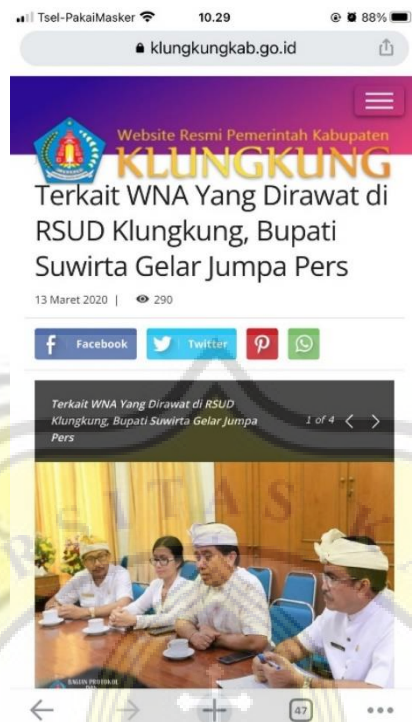 Tsel-PakaiMasker 10.29 88%
klungkungkab.go.id
Website Resmi Pemerintah Kabupaten
KLUNGKUNG
Terkait WNA Yang Dirawat di
RSUD Klungkung, Bupati
Suwirta Gelar Jumpa Pers
13 Maret 2020 | 290
f Facebook Twitter
Terkait WNA Yang Dirawat di RSUD
Klungkung, Bupati Suwirta Gelar Jumpa
Pers
1 of 4
BAGIAN PROTOKOL
47